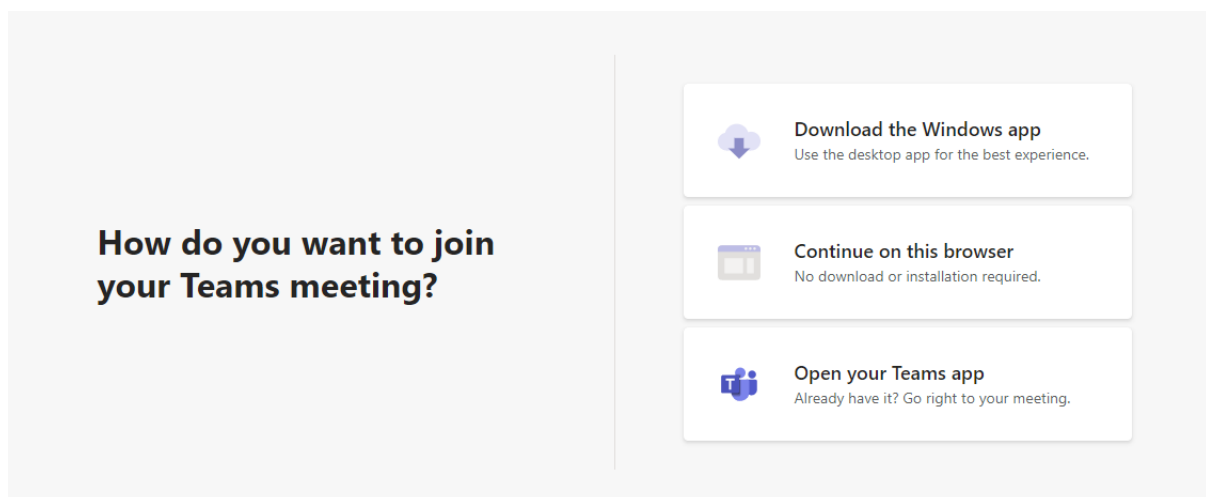 How do you want to join
your Teams meeting?
Download the Windows app
Use the desktop app for the best experience.
Continue on this browser
No download or installation required.
T
Open your Teams app
Already have it? Go right to your meeting.